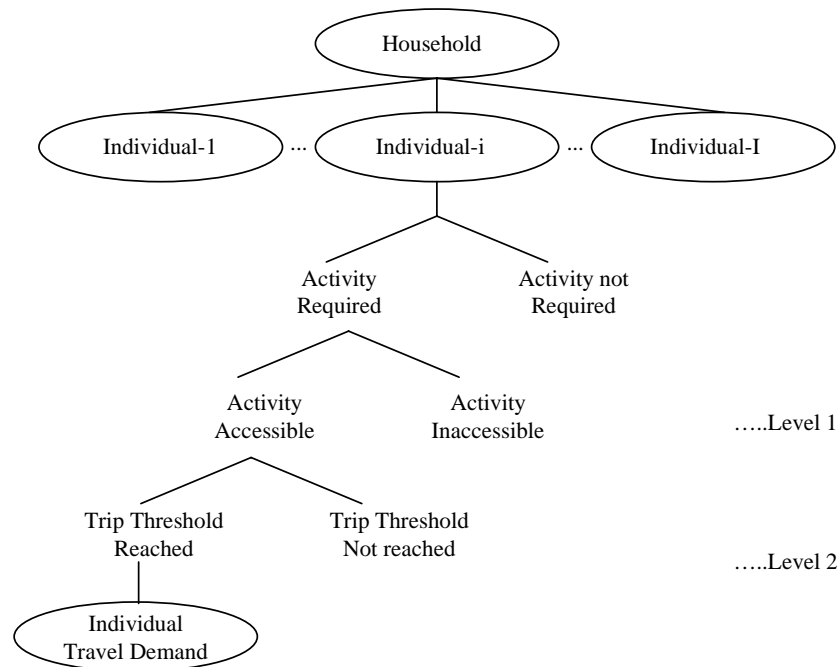 Household
Individual-1 ... Individual-i ... Individual-I
Activity
Required
Activity not
Required
Activity
Accessible
Activity
Inaccessible
.....Level 1
Trip Threshold
Reached
Trip Threshold
Not reached
.....Level 2
Individual
Travel Demand